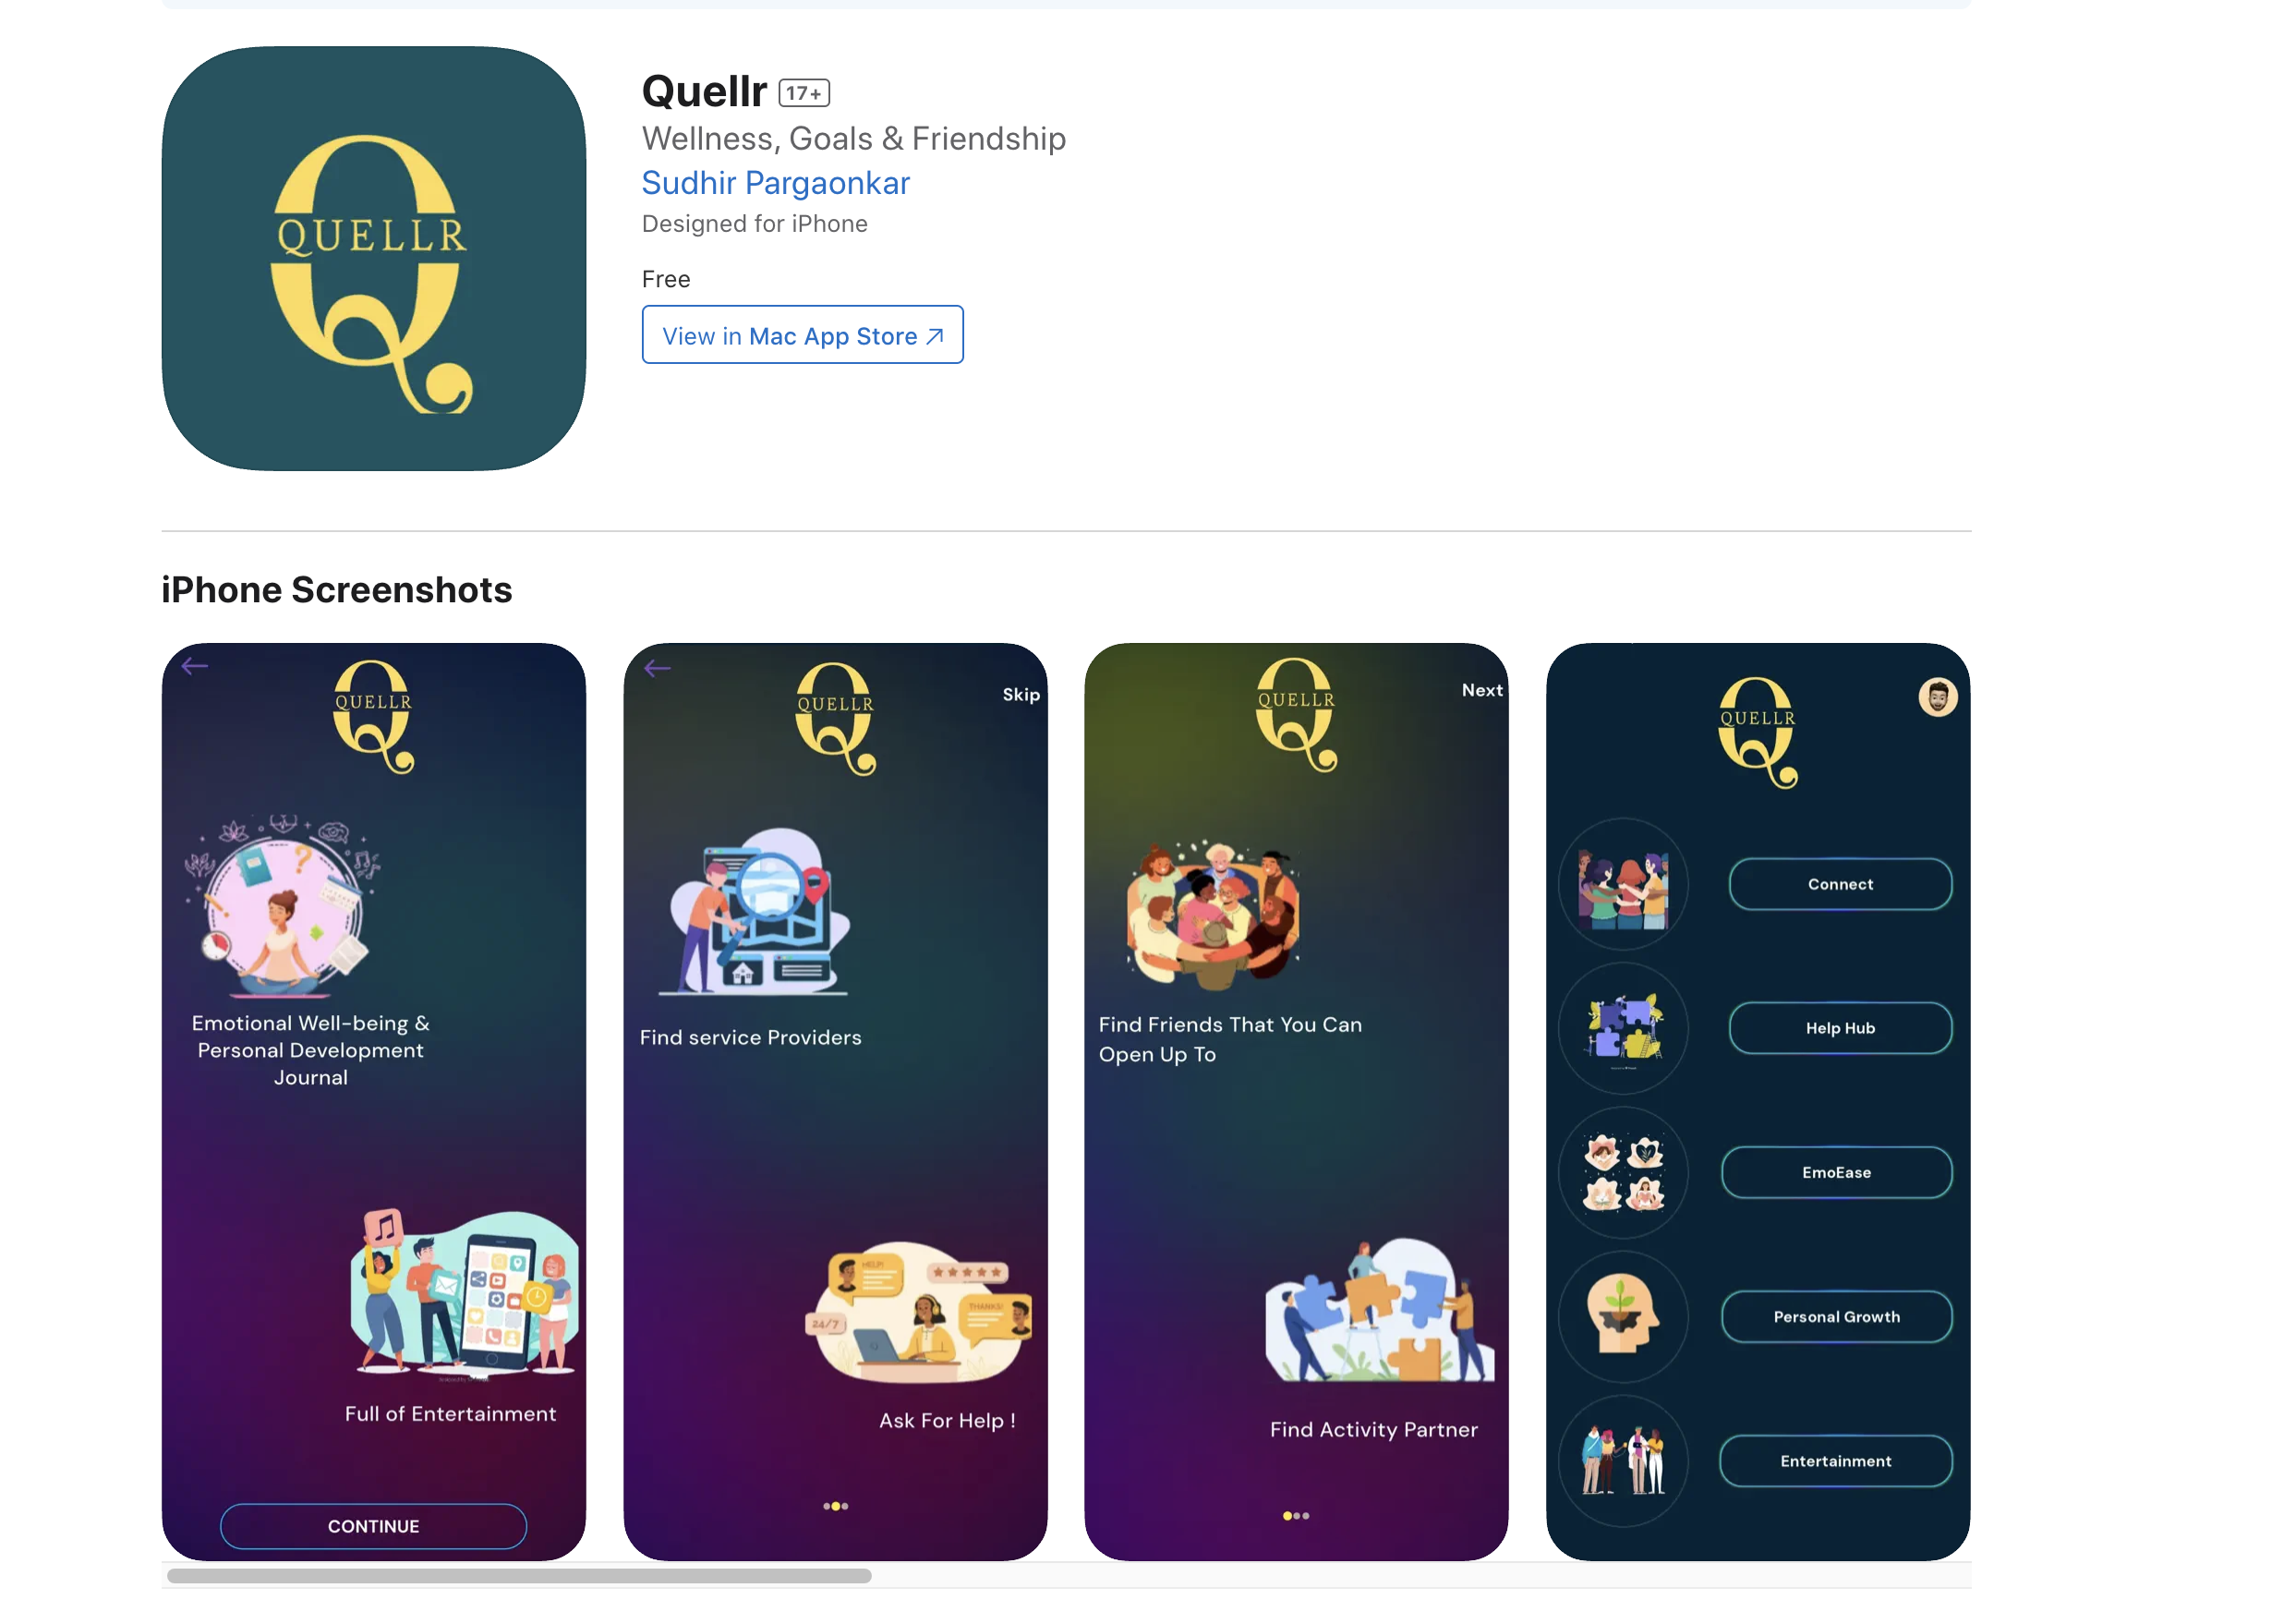 QUELLR
Quellr 17+
Wellness, Goals & Friendship
Sudhir Pargaonkar
Designed for iPhone
Free
View in Mac App Store ↗
iPhone Screenshots
QUELLR
Emotional Well-being &
Personal Development
Journal
Full of Entertainment
CONTINUE
QUELLR
Skip
Find service Providers
HELP!
24/7
THANKS!
Ask For Help !
QUELLR
Next
Find Friends That You Can
Open Up To
Find Activity Partner
QUELLR
Connect
Help Hub
EmoEase
Personal Growth
Entertainment